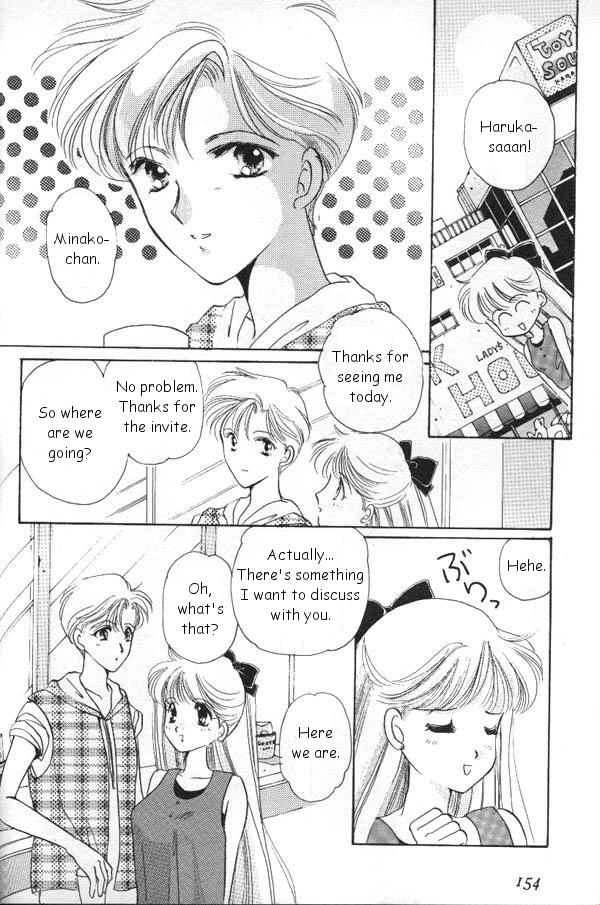 TOY
SOU
KARA
Haruka-
saaan!
K
LADY'S
HO
Minako-
chan.
Thanks for
seeing me
today.
No problem.
Thanks for
the invite.
So where
are we
going?
Hehe.
ぶりっ
Actually...
There's something
I want to discuss
with you.
Oh,
what's
that?
Here
we are.
154